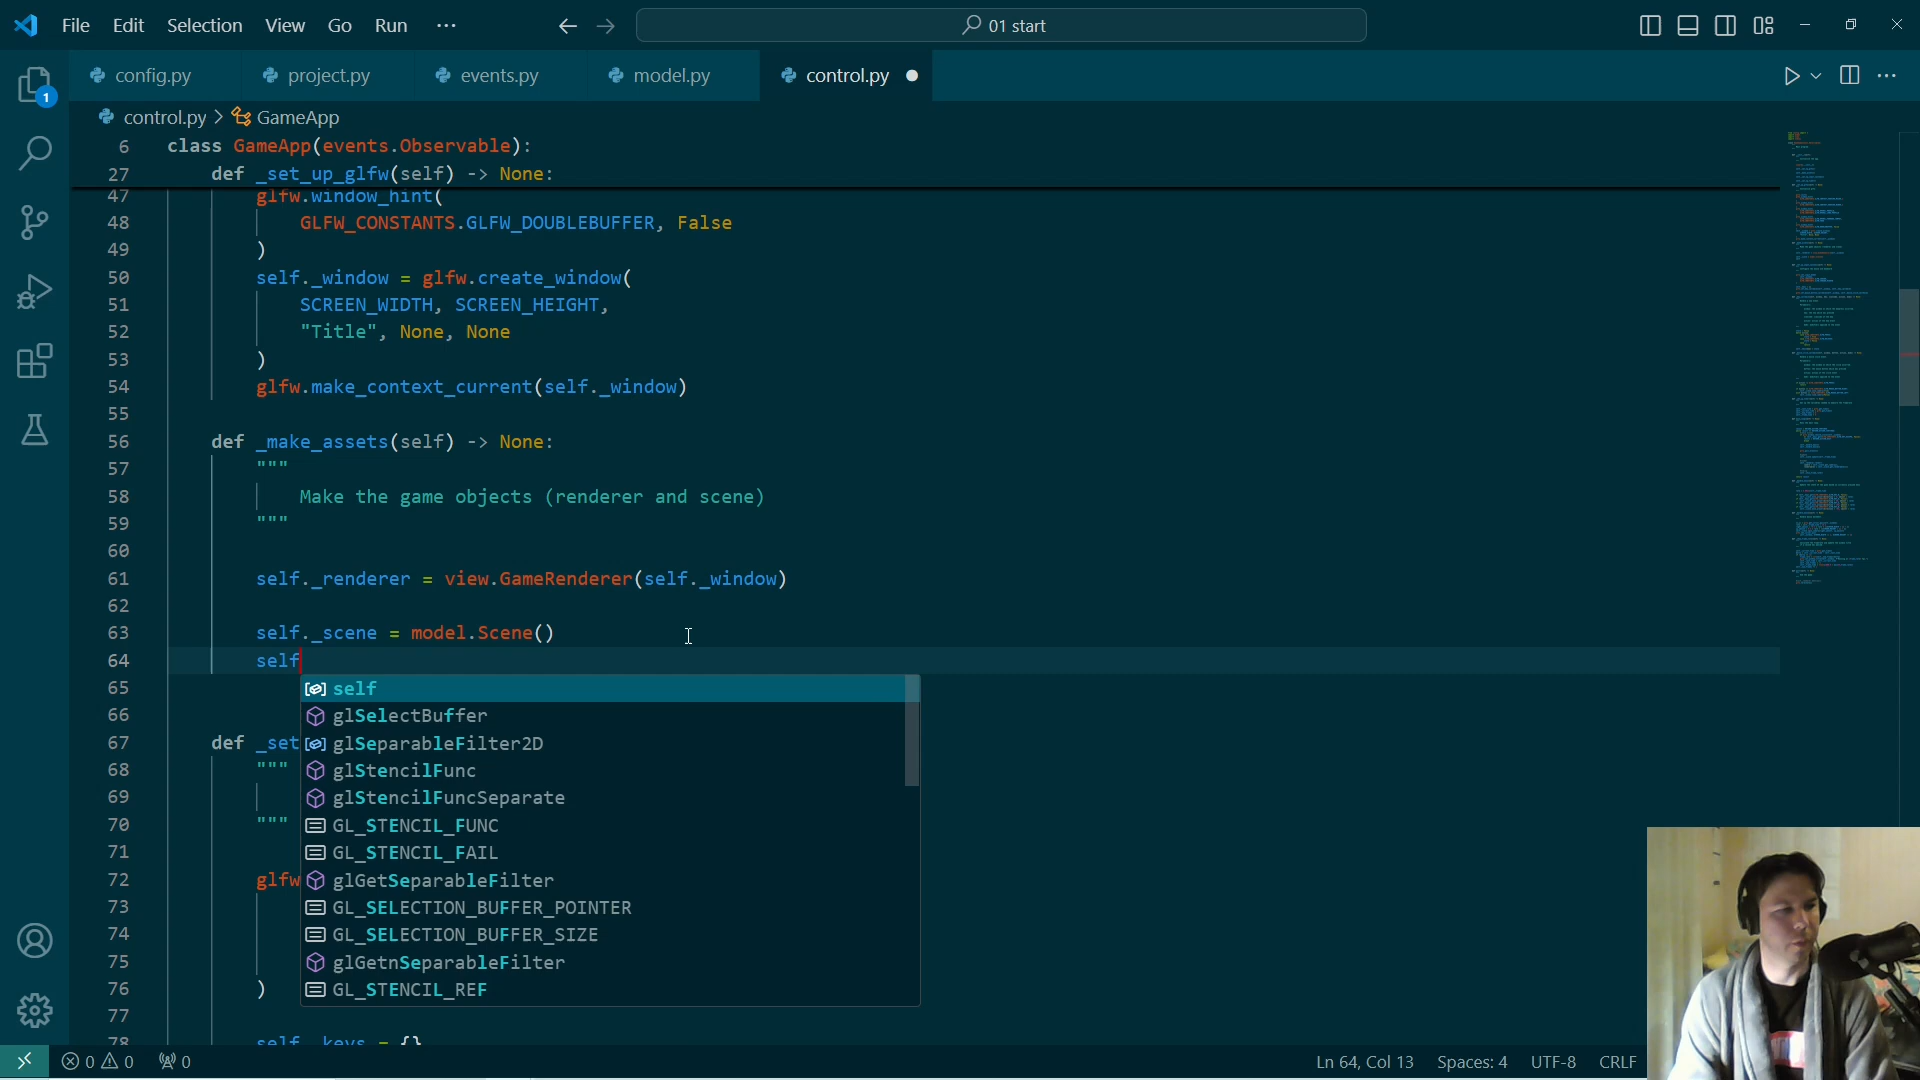 File Edit Selection View Go Run ··· 01 start
config.py project.py events.py model.py control.py
control.py > GameApp
6 class GameApp(events.Observable):
27 def _set_up_glfw(self) -> None:
47 glfw.window_hint(
48 GLFW_CONSTANTS.GLFW_DOUBLEBUFFER, False
49 )
50 self._window = glfw.create_window(
51 SCREEN_WIDTH, SCREEN_HEIGHT,
52 "Title", None, None
53 )
54 glfw.make_context_current(self._window)
55
56 def _make_assets(self) -> None:
57 """
58 Make the game objects (renderer and scene)
59 """
60
61 self._renderer = view.GameRenderer(self._window)
62
63 self._scene = model.Scene()
64 self
65 self
66 glSelectBuffer
67 def _set glSeparableFilter2D
68 """ glStencilFunc
69 glStencilFuncSeparate
70 """ GL_STENCIL_FUNC
71 GL_STENCIL_FAIL
72 glfw glGetSeparableFilter
73 GL_SELECTION_BUFFER_POINTER
74 GL_SELECTION_BUFFER_SIZE
75 glGetnSeparableFilter
76 ) GL_STENCIL_REF
77
78 self._keys = {}
1
0 0 0 Ln 64, Col 13 Spaces: 4 UTF-8 CRLF